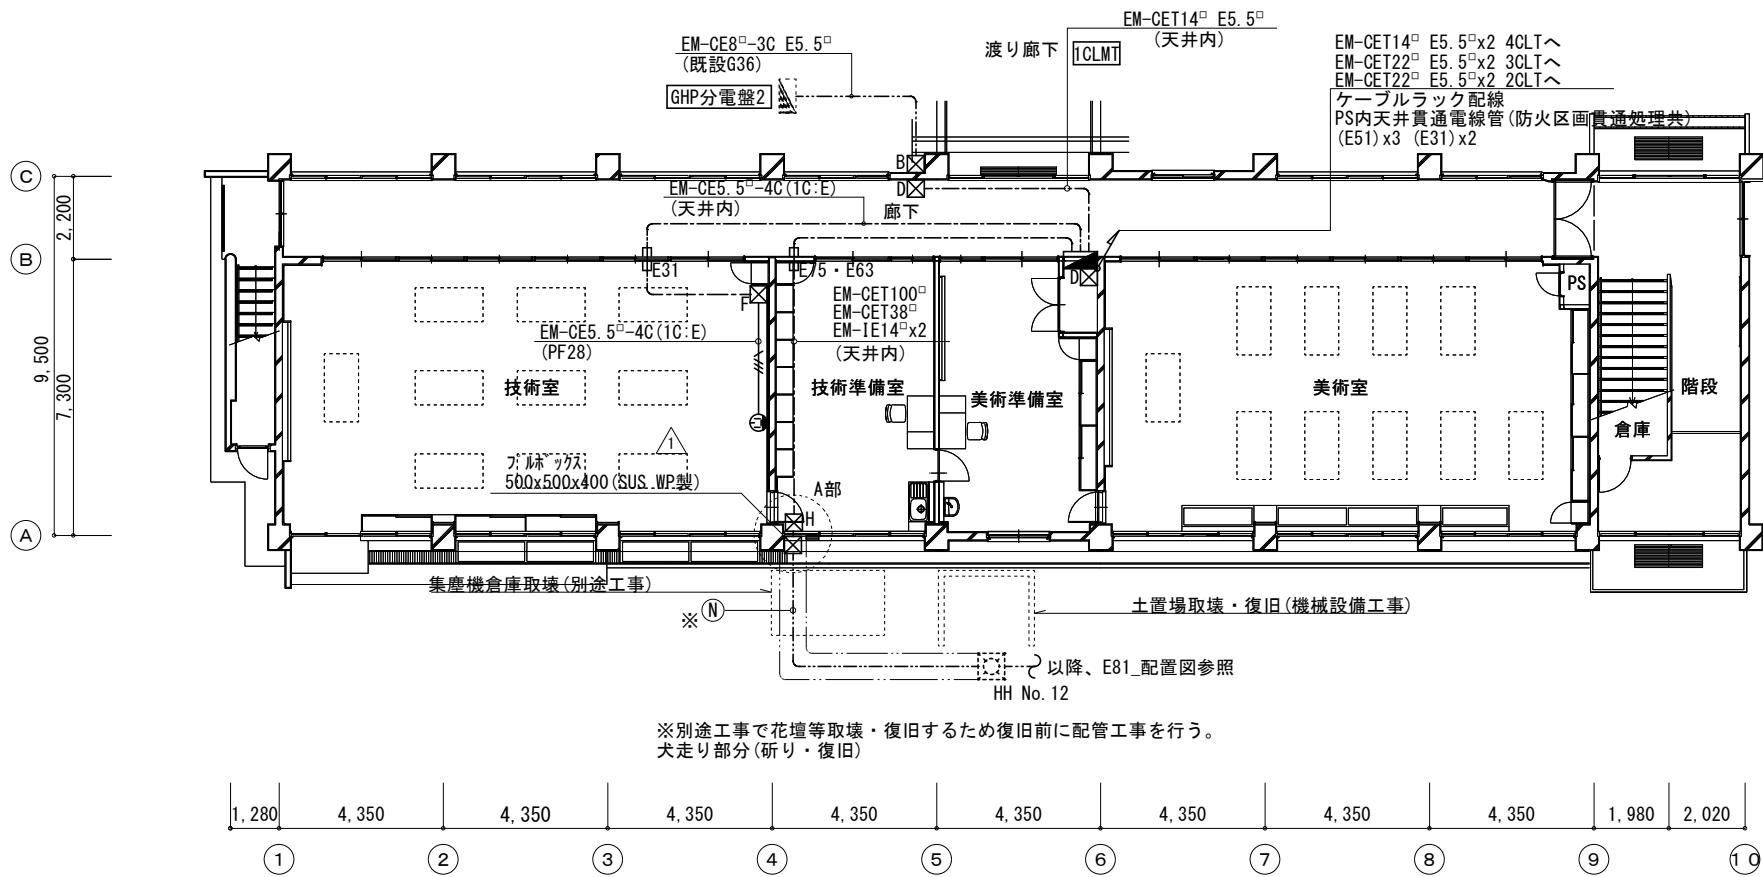 EM-CET14□ E5.5□
(天井内)
EM-CE8□-3C E5.5□
(既設G36)
渡り廊下
1CLMT
EM-CET14□ E5.5□x2 4CLTへ
EM-CET22□ E5.5□x2 3CLTへ
EM-CET22□ E5.5□x2 2CLTへ
ケーブルラック配線
PS内天井貫通電線管(防火区画貫通処理共)
(E51)x3 (E31)x2
GHP分電盤2
B
C
EM-CE5.5□-4C(1C:E)
(天井内)
D
廊下
2,200
B
E31
E75・E63
D
PS
F
EM-CET100□
EM-CET38□
EM-IE14□x2
(天井内)
EM-CE5.5□-4C(1C:E)
(PF28)
9,500
7,300
技術室
技術準備室
美術準備室
美術室
階段
倉庫
1
プルボックス
500x500x400(SUS WP製)
A部
H
A
集塵機倉庫取壊(別途工事)
※
N
土置場取壊・復旧(機械設備工事)
以降、E81_配置図参照
HH No.12
※別途工事で花壇等取壊・復旧するため復旧前に配管工事を行う。
犬走り部分(斫り・復旧)
1,280
4,350
4,350
4,350
4,350
4,350
4,350
4,350
4,350
1,980
2,020
1
2
3
4
5
6
7
8
9
10